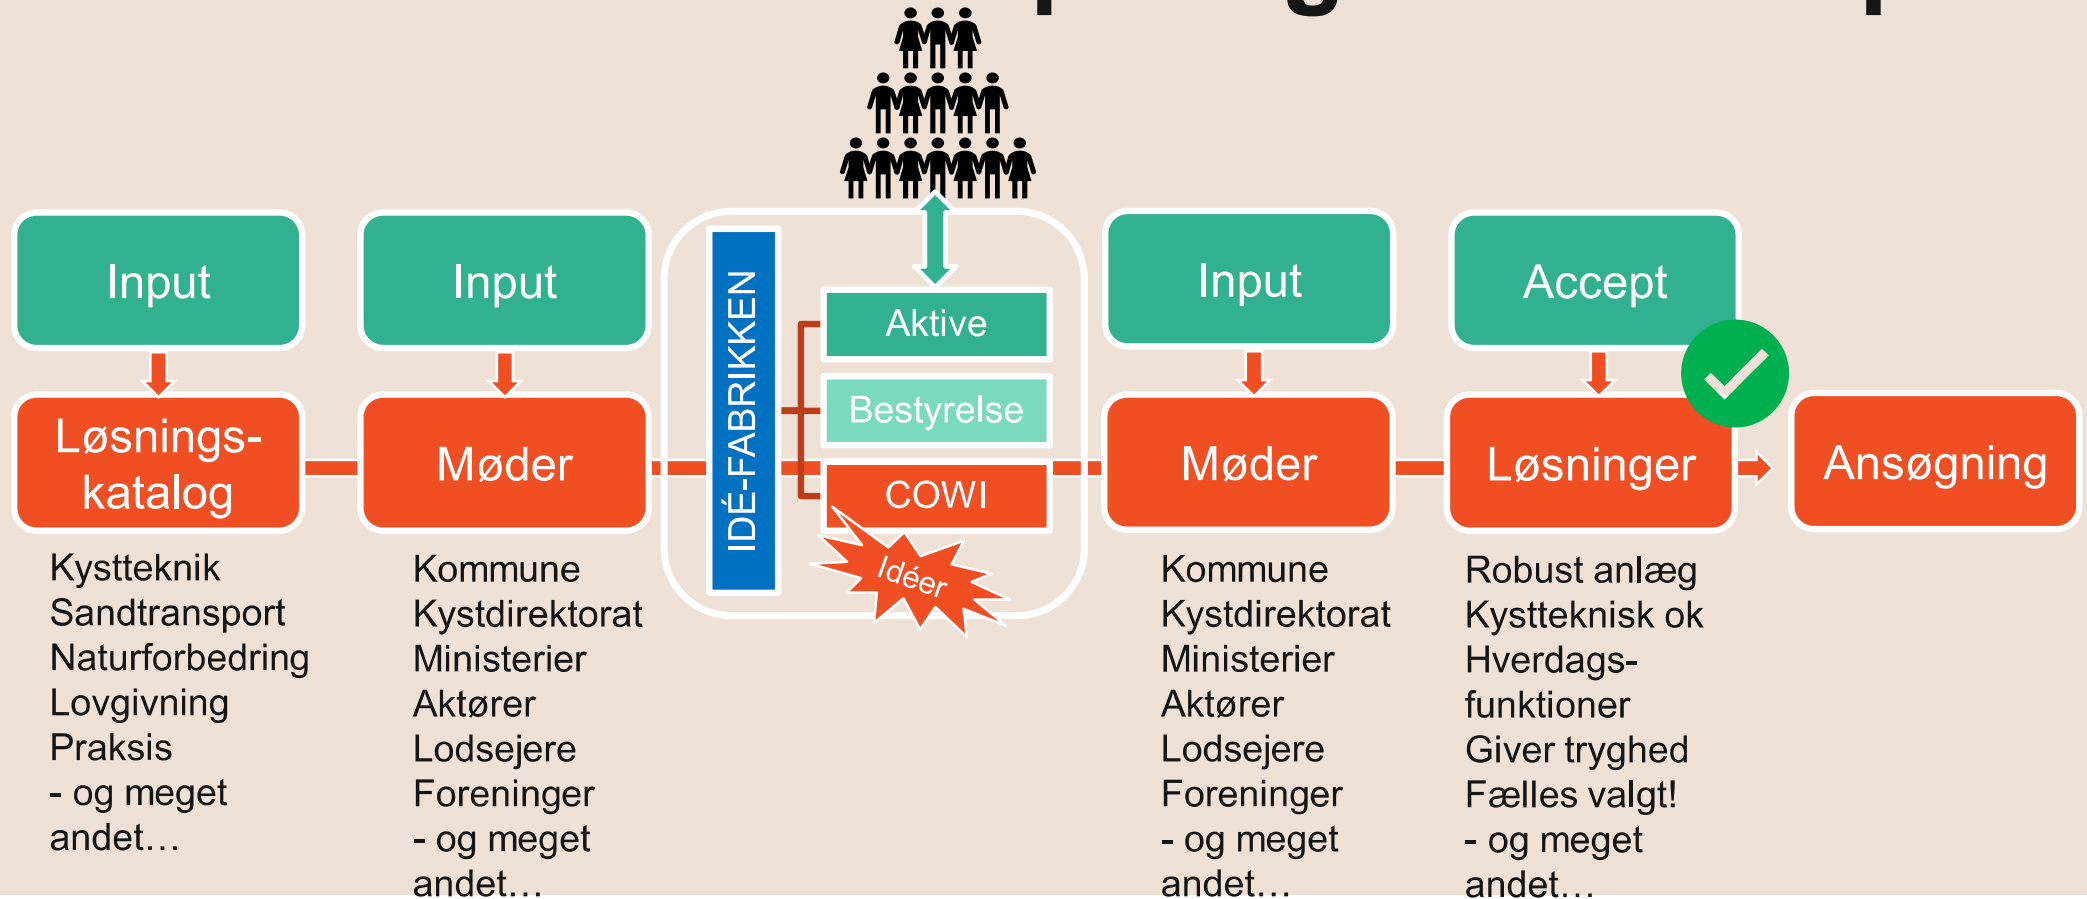 Input
Input
Input
Accept
IDÉ-FABRIKKEN
Aktive
Bestyrelse
COWI
Idéer
Løsnings-
katalog
Møder
Møder
Løsninger
Ansøgning
Kystteknik
Sandtransport
Naturforbedring
Lovgivning
Praksis
- og meget
andet…
Kommune
Kystdirektorat
Ministerier
Aktører
Lodsejere
Foreninger
- og meget
andet…
Kommune
Kystdirektorat
Ministerier
Aktører
Lodsejere
Foreninger
- og meget
andet…
Robust anlæg
Kystteknisk ok
Hverdags-
funktioner
Giver tryghed
Fælles valgt!
- og meget
andet…